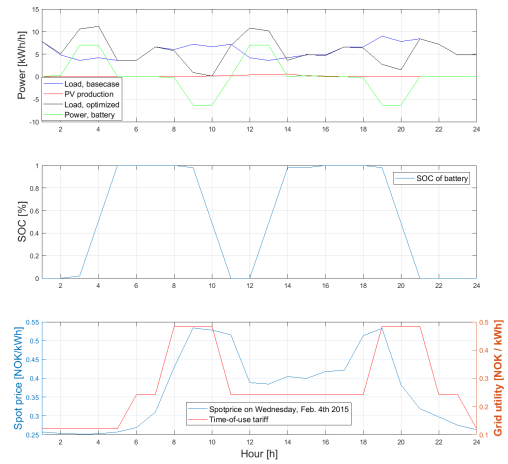 15
10
5
0
-5
-10
Power [kWh/h]
Load, basecase
PV production
Load, optimized
Power, battery
2 4 6 8 10 12 14 16 18 20 22 24
1
0.8
0.6
0.4
0.2
0
SOC [%]
SOC of battery
2 4 6 8 10 12 14 16 18 20 22 24
0.55
0.5
0.45
0.4
0.35
0.3
0.25
Spot price [NOK/kWh]
Spotprice on Wednesday, Feb. 4th 2015
Time-of-use tariff
0.5
0.4
0.3
0.2
0.1
Grid utility [NOK / kWh]
2 4 6 8 10 12 14 16 18 20 22 24
Hour [h]